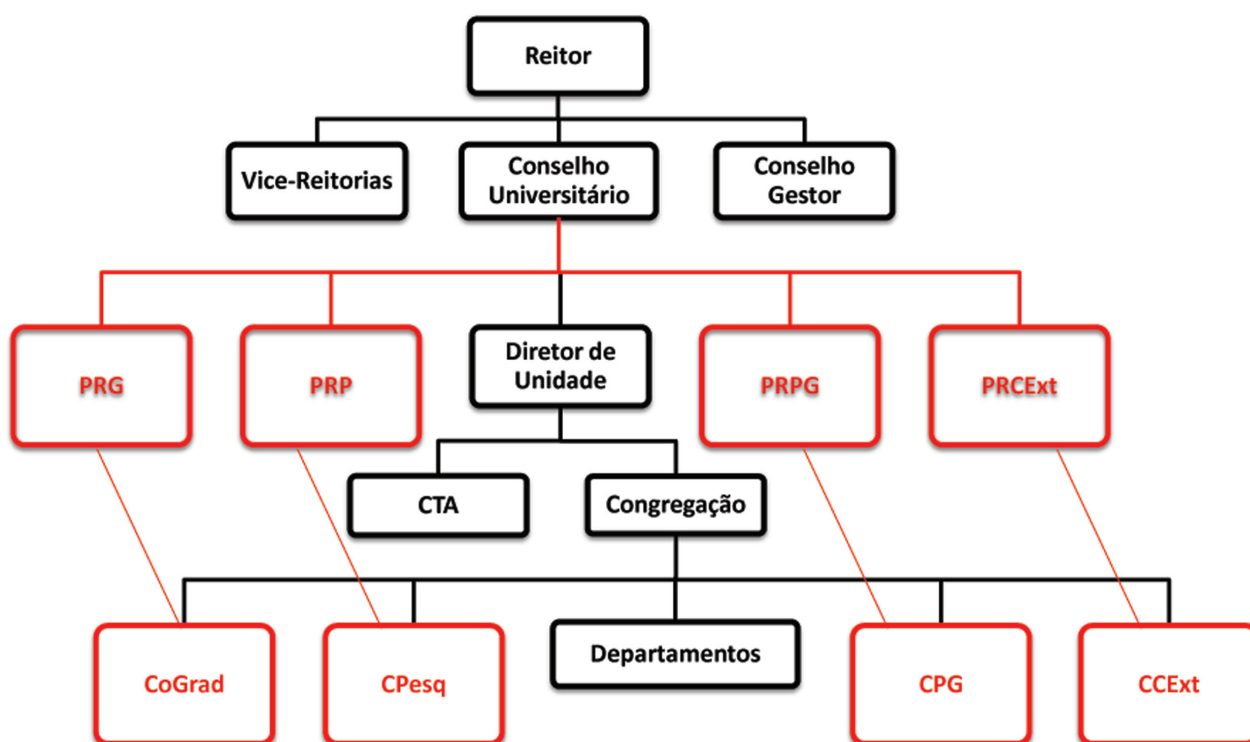 Reitor
Vice-Reitorias
Conselho
Universitário
Conselho
Gestor
PRG
PRP
Diretor de
Unidade
PRPG
PRCExt
CTA
Congregação
CoGrad
CPesq
Departamentos
CPG
CCExt